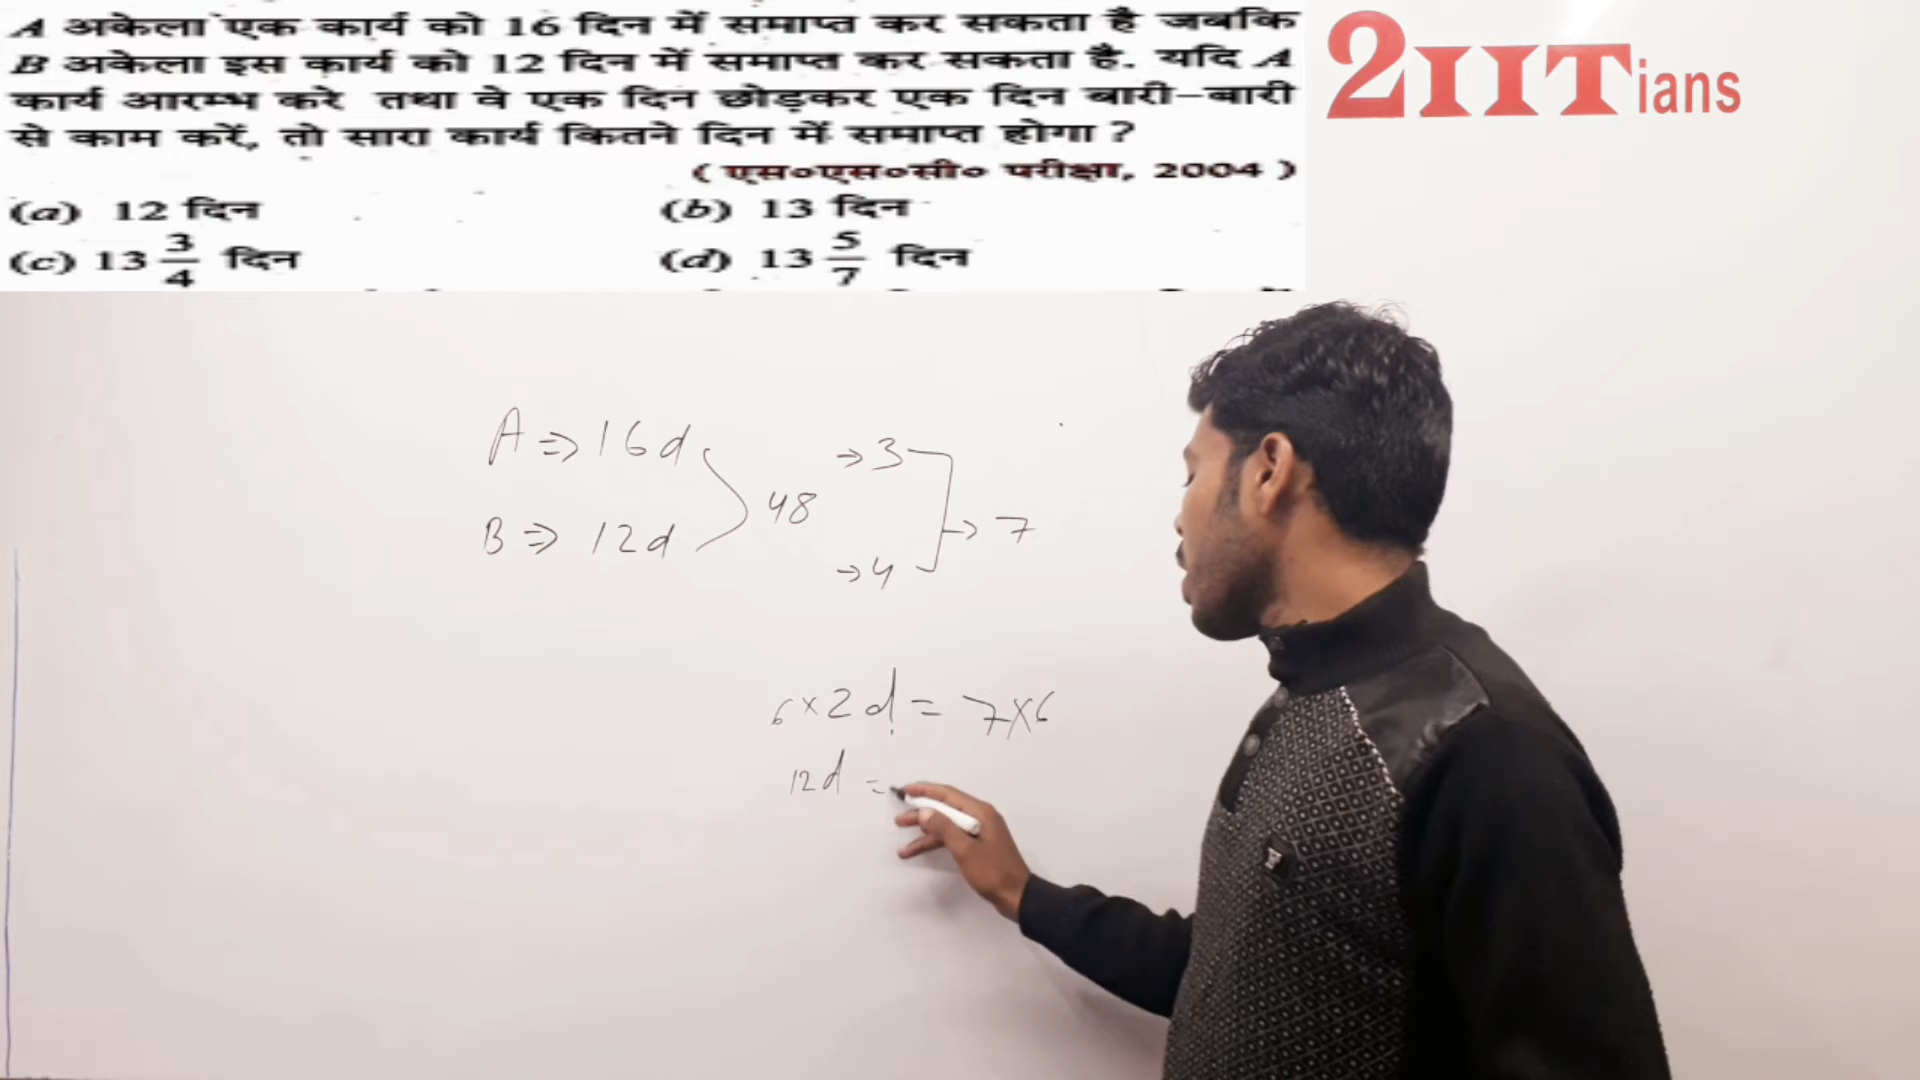 A अकेला एक कार्य को 16 दिन में समाप्त कर सकता है जबकि
B अकेला इस कार्य को 12 दिन में समाप्त कर सकता है. यदि A
कार्य आरम्भ करे तथा वे एक दिन छोड़कर एक दिन बारी-बारी
से काम करें, तो सारा कार्य कितने दिन में समाप्त होगा ?
( एस०एस०सी० परीक्षा, 2004 )
(a) 12 दिन (b) 13 दिन
(c) 13 3/4 दिन (d) 13 5/7 दिन
2IITians
A ⇒ 16d → 3
48 → 7
B ⇒ 12d → 4
6 × 2d = 7 × 6
12d =